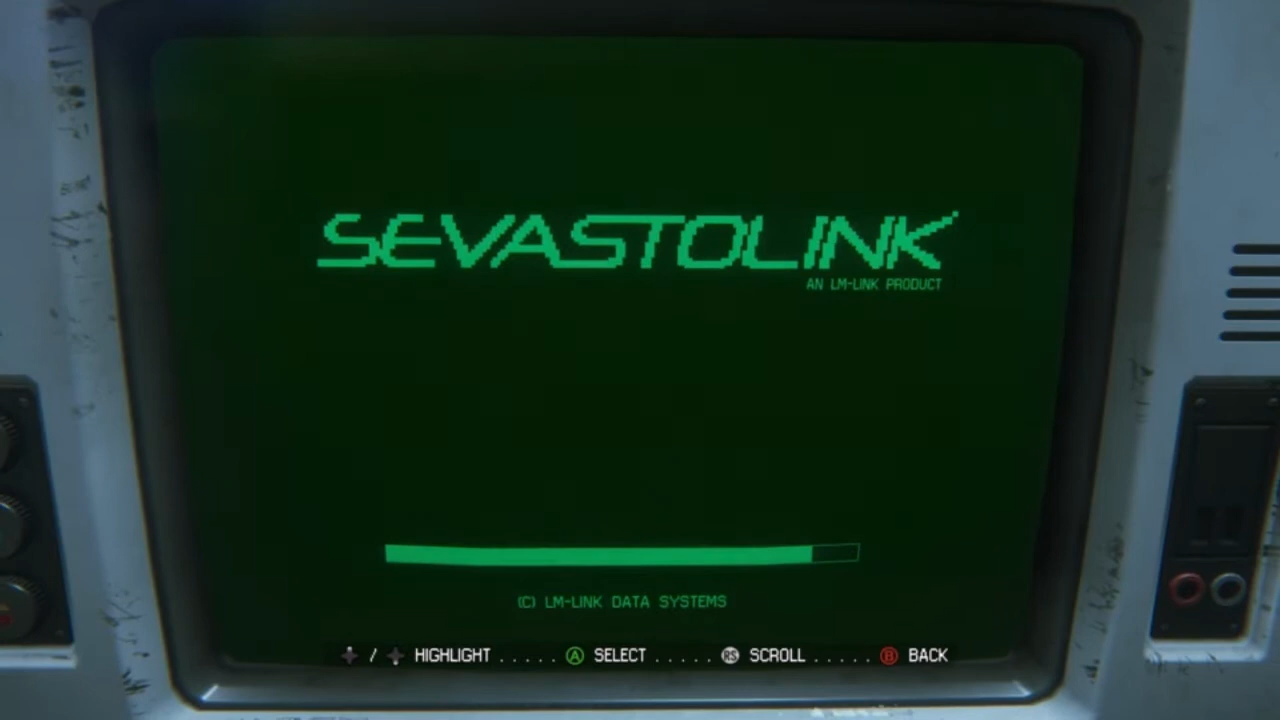 SEVASTOLINK
AN LM-LINK PRODUCT
(C) LM-LINK DATA SYSTEMS
/ HIGHLIGHT ..... A SELECT ..... RS SCROLL ...... B BACK